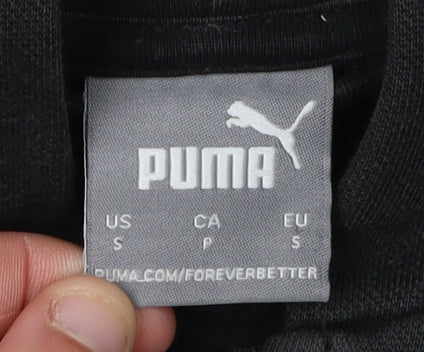 PUMA
US CA EU
S P S
PUMA.COM/FOREVERBETTER